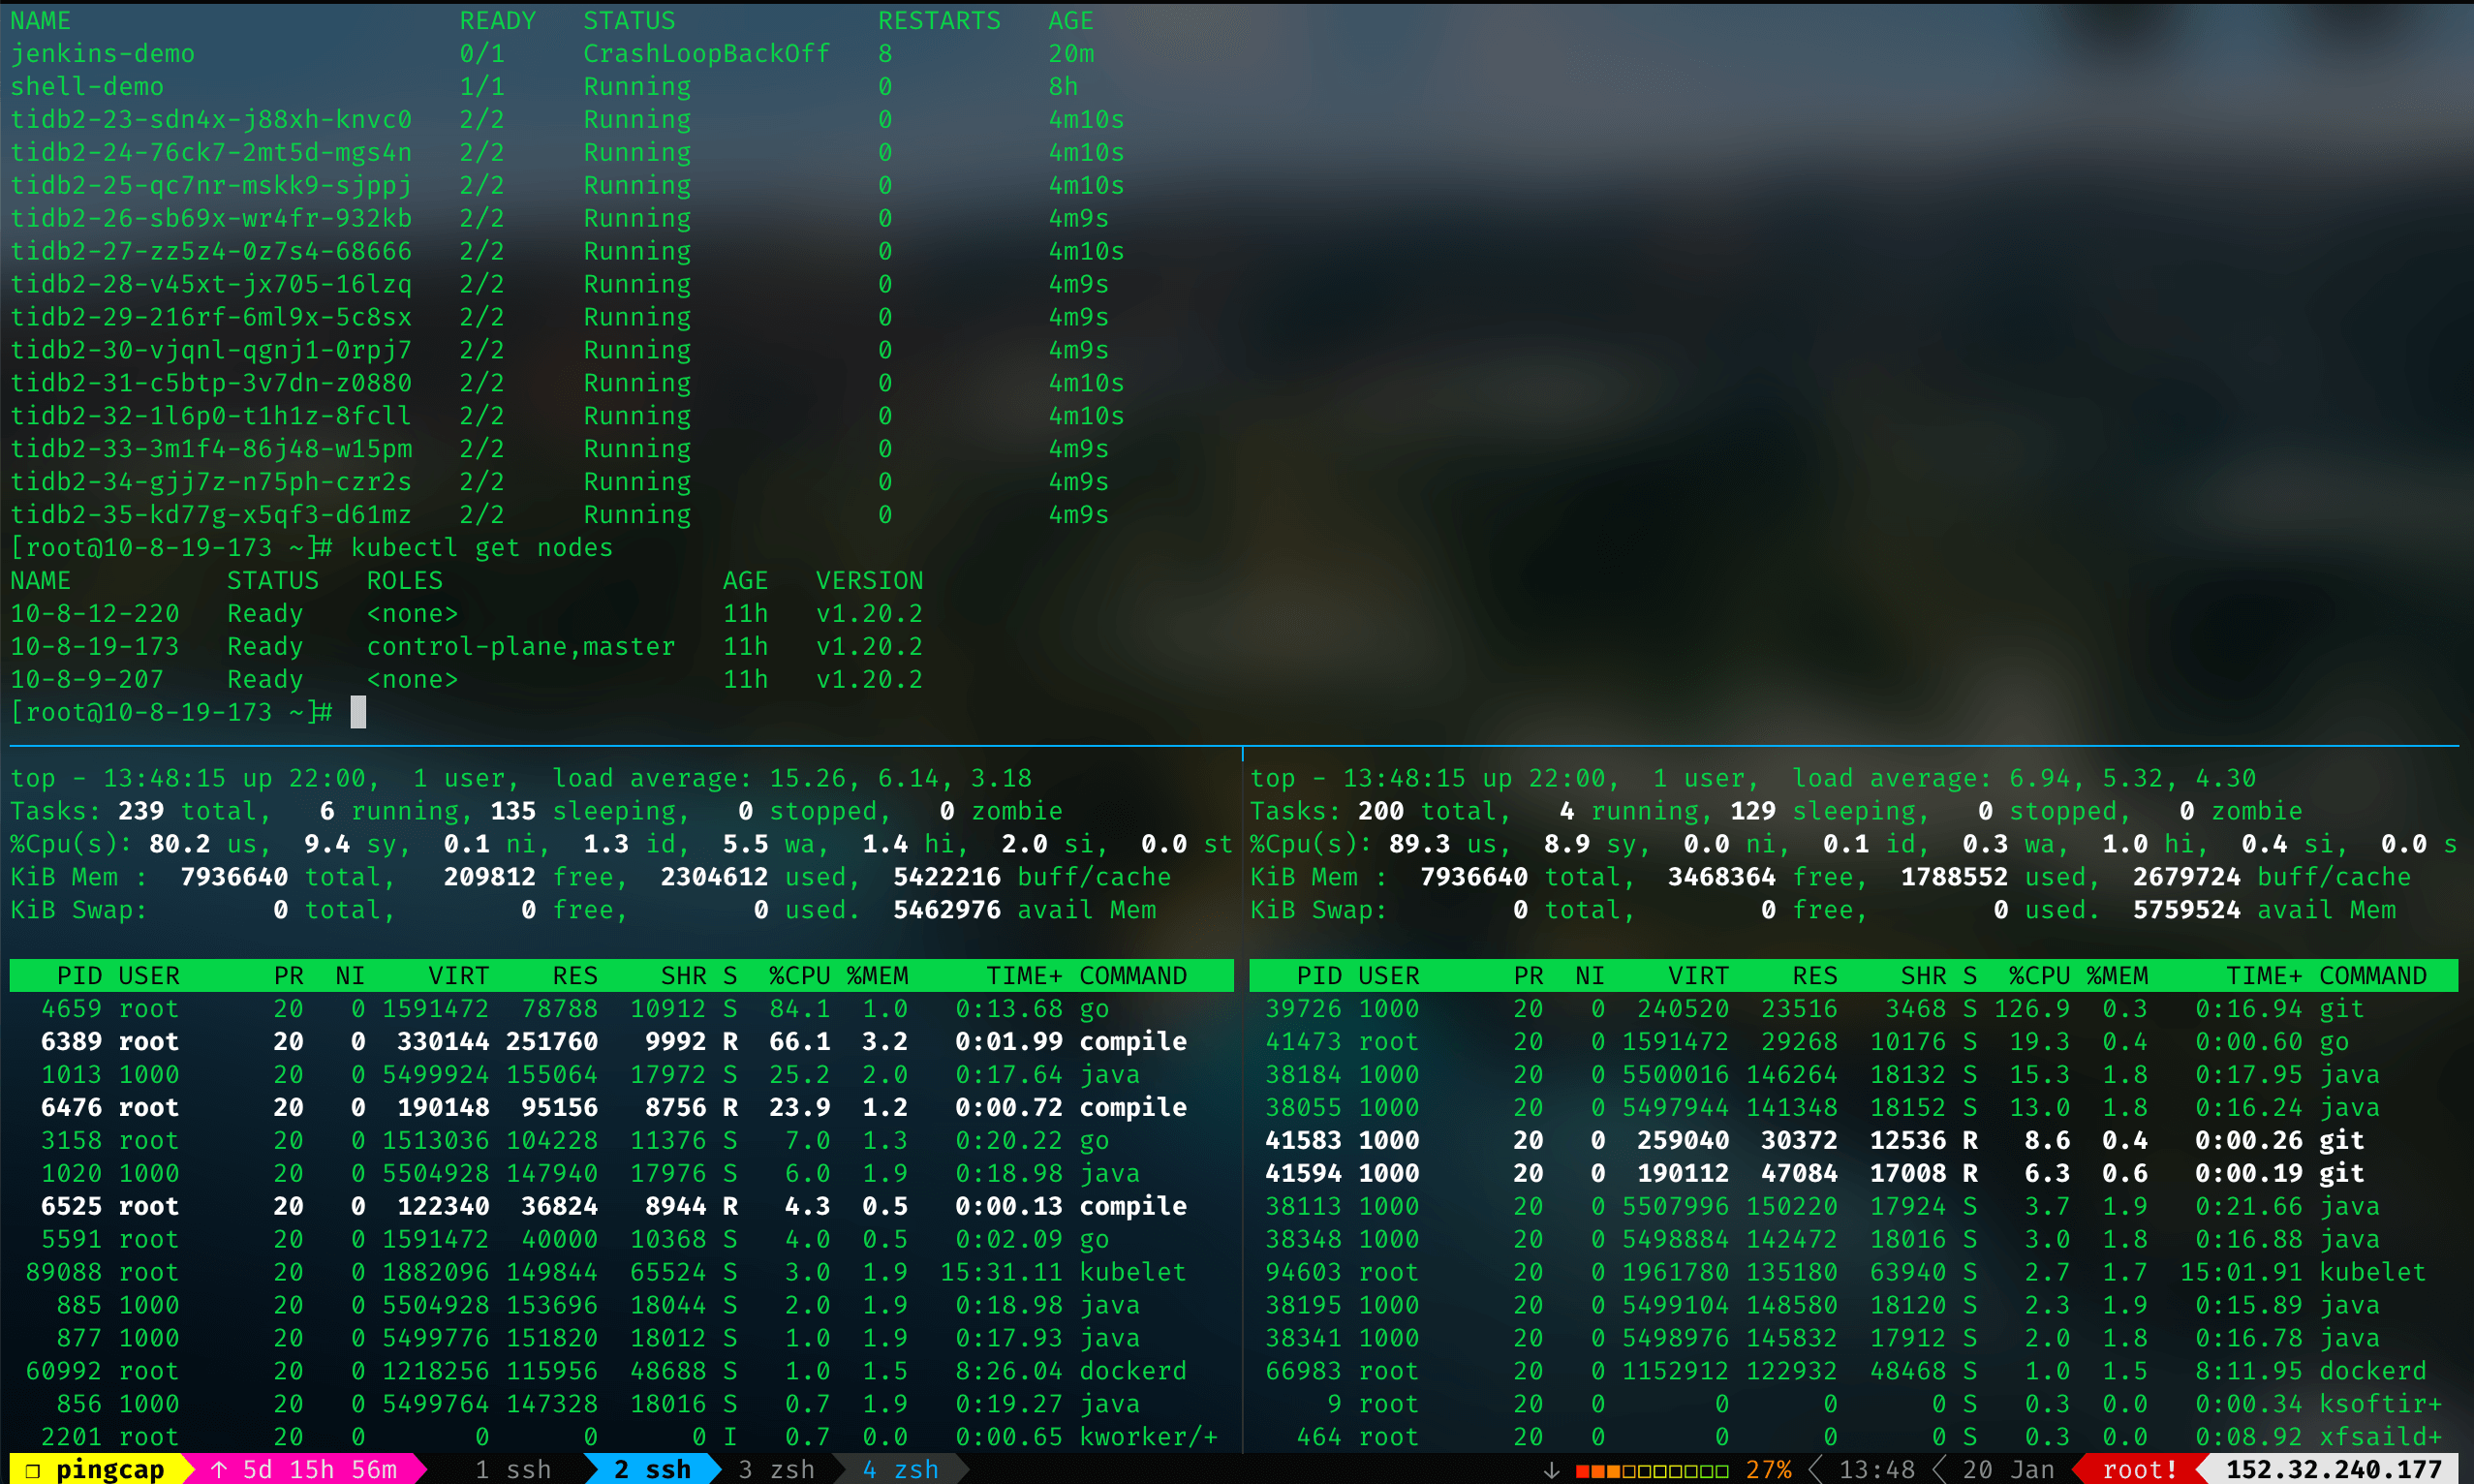 NAME READY STATUS RESTARTS AGE
jenkins-demo 0/1 CrashLoopBackOff 8 20m
shell-demo 1/1 Running 0 8h
tidb2-23-sdn4x-j88xh-knvc0 2/2 Running 0 4m10s
tidb2-24-76ck7-2mt5d-mgs4n 2/2 Running 0 4m10s
tidb2-25-qc7nr-mskk9-sjppj 2/2 Running 0 4m10s
tidb2-26-sb69x-wr4fr-932kb 2/2 Running 0 4m9s
tidb2-27-zz5z4-0z7s4-68666 2/2 Running 0 4m10s
tidb2-28-v45xt-jx705-16lzq 2/2 Running 0 4m9s
tidb2-29-216rf-6ml9x-5c8sx 2/2 Running 0 4m9s
tidb2-30-vjqnl-qgnj1-0rpj7 2/2 Running 0 4m9s
tidb2-31-c5btp-3v7dn-z0880 2/2 Running 0 4m10s
tidb2-32-1l6p0-t1h1z-8fcll 2/2 Running 0 4m10s
tidb2-33-3m1f4-86j48-w15pm 2/2 Running 0 4m9s
tidb2-34-gjj7z-n75ph-czr2s 2/2 Running 0 4m9s
tidb2-35-kd77g-x5qf3-d61mz 2/2 Running 0 4m9s
[root@10-8-19-173 ~]# kubectl get nodes
NAME STATUS ROLES AGE VERSION
10-8-12-220 Ready <none> 11h v1.20.2
10-8-19-173 Ready control-plane,master 11h v1.20.2
10-8-9-207 Ready <none> 11h v1.20.2
[root@10-8-19-173 ~]#
top - 13:48:15 up 22:00, 1 user, load average: 15.26, 6.14, 3.18
Tasks: 239 total, 6 running, 135 sleeping, 0 stopped, 0 zombie
%Cpu(s): 80.2 us, 9.4 sy, 0.1 ni, 1.3 id, 5.5 wa, 1.4 hi, 2.0 si, 0.0 st
KiB Mem : 7936640 total, 209812 free, 2304612 used, 5422216 buff/cache
KiB Swap: 0 total, 0 free, 0 used. 5462976 avail Mem
PID USER PR NI VIRT RES SHR S %CPU %MEM TIME+ COMMAND
4659 root 20 0 1591472 78788 10912 S 84.1 1.0 0:13.68 go
6389 root 20 0 330144 251760 9992 R 66.1 3.2 0:01.99 compile
1013 1000 20 0 5499924 155064 17972 S 25.2 2.0 0:17.64 java
6476 root 20 0 190148 95156 8756 R 23.9 1.2 0:00.72 compile
3158 root 20 0 1513036 104228 11376 S 7.0 1.3 0:20.22 go
1020 1000 20 0 5504928 147940 17976 S 6.0 1.9 0:18.98 java
6525 root 20 0 122340 36824 8944 R 4.3 0.5 0:00.13 compile
5591 root 20 0 1591472 40000 10368 S 4.0 0.5 0:02.09 go
89088 root 20 0 1882096 149844 65524 S 3.0 1.9 15:31.11 kubelet
885 1000 20 0 5504928 153696 18044 S 2.0 1.9 0:18.98 java
877 1000 20 0 5499776 151820 18012 S 1.0 1.9 0:17.93 java
60992 root 20 0 1218256 115956 48688 S 1.0 1.5 8:26.04 dockerd
856 1000 20 0 5499764 147328 18016 S 0.7 1.9 0:19.27 java
2201 root 20 0 0 0 0 I 0.7 0.0 0:00.65 kworker/+
top - 13:48:15 up 22:00, 1 user, load average: 6.94, 5.32, 4.30
Tasks: 200 total, 4 running, 129 sleeping, 0 stopped, 0 zombie
%Cpu(s): 89.3 us, 8.9 sy, 0.0 ni, 0.1 id, 0.3 wa, 1.0 hi, 0.4 si, 0.0 s
KiB Mem : 7936640 total, 3468364 free, 1788552 used, 2679724 buff/cache
KiB Swap: 0 total, 0 free, 0 used. 5759524 avail Mem
PID USER PR NI VIRT RES SHR S %CPU %MEM TIME+ COMMAND
39726 1000 20 0 240520 23516 3468 S 126.9 0.3 0:16.94 git
41473 root 20 0 1591472 29268 10176 S 19.3 0.4 0:00.60 go
38184 1000 20 0 5500016 146264 18132 S 15.3 1.8 0:17.95 java
38055 1000 20 0 5497944 141348 18152 S 13.0 1.8 0:16.24 java
41583 1000 20 0 259040 30372 12536 R 8.6 0.4 0:00.26 git
41594 1000 20 0 190112 47084 17008 R 6.3 0.6 0:00.19 git
38113 1000 20 0 5507996 150220 17924 S 3.7 1.9 0:21.66 java
38348 1000 20 0 5498884 142472 18016 S 3.0 1.8 0:16.88 java
94603 root 20 0 1961780 135180 63940 S 2.7 1.7 15:01.91 kubelet
38195 1000 20 0 5499104 148580 18120 S 2.3 1.9 0:15.89 java
38341 1000 20 0 5498976 145832 17912 S 2.0 1.8 0:16.78 java
66983 root 20 0 1152912 122932 48468 S 1.0 1.5 8:11.95 dockerd
9 root 20 0 0 0 0 S 0.3 0.0 0:00.34 ksoftir+
464 root 20 0 0 0 0 S 0.3 0.0 0:08.92 xfsaild+
❐ pingcap ↑ 5d 15h 56m 1 ssh 2 ssh 3 zsh 4 zsh ↓ 27% 13:48 20 Jan root! 152.32.240.177